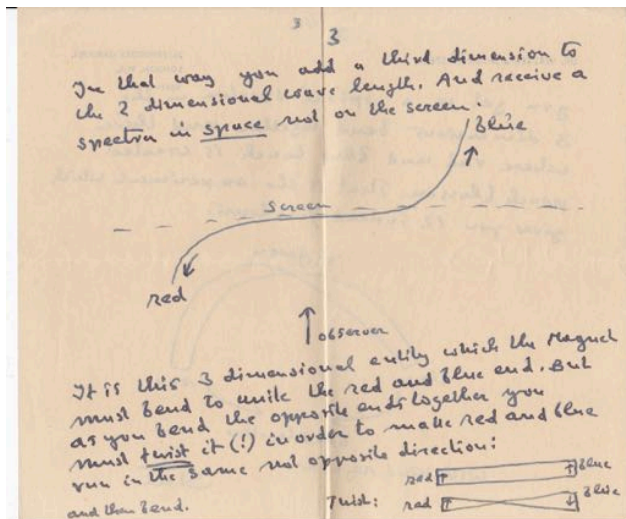 3
3
In that way you add a third dimension to
the 2 dimensional wave length. And receive a
spectrum in space not on the screen:
Blue
Screen
red
observer
It is this 3 dimensional entity which the Magnet
must bend to unite the red and blue end. But
as you bend the opposite ends together you
must twist it (!) in order to make red and blue
run in the same not opposite direction:
red Blue
Twist: red Blue
and then bend.